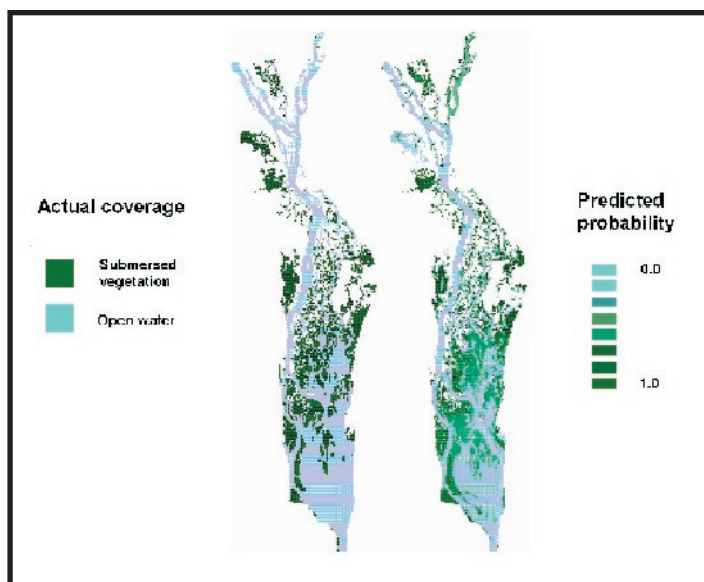 Actual coverage
Submersed
vegetation
Open water
Predicted
probability
0.0
1.0